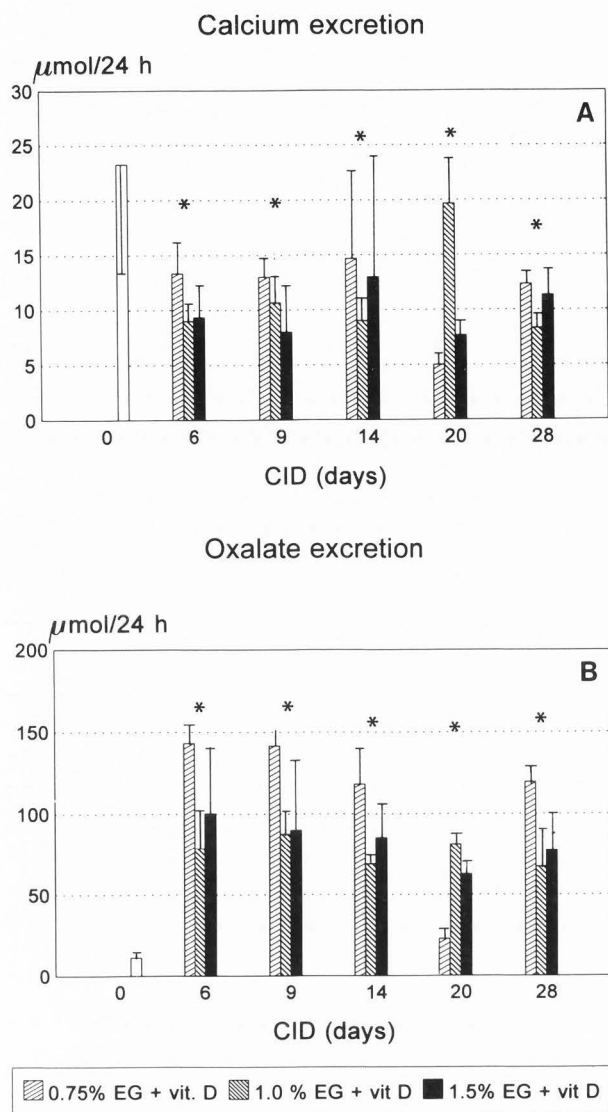 Calcium excretion
μmol/24 h
A
30
25
20
15
10
5
0
* * * * *
0 6 9 14 20 28
CID (days)
Oxalate excretion
μmol/24 h
B
200
150
100
50
0
* * * * *
0 6 9 14 20 28
CID (days)
0.75% EG + vit. D 1.0 % EG + vit D 1.5% EG + vit D